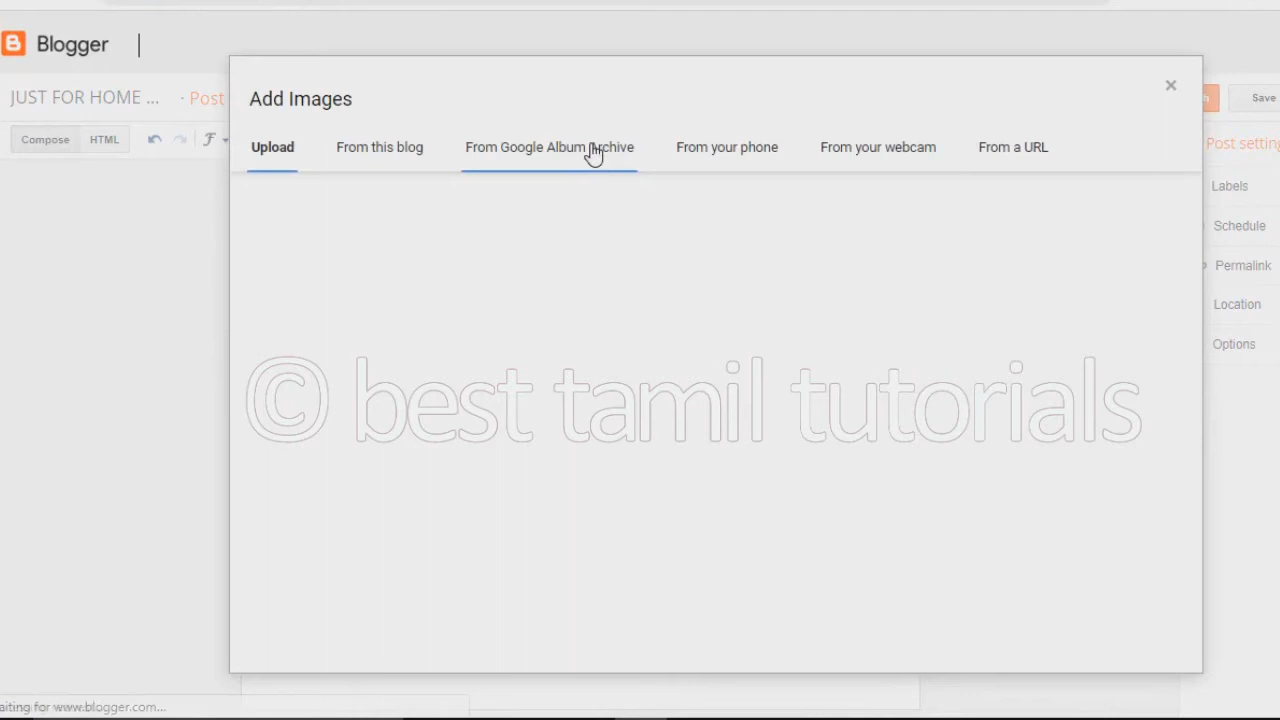 Blogger
JUST FOR HOME ... · Post
Save
Compose HTML
Post settin
Labels
Schedule
Permalink
Location
Options
Add Images
×
Upload From this blog From Google Album Archive From your phone From your webcam From a URL
© best tamil tutorials
aiting for www.blogger.com...